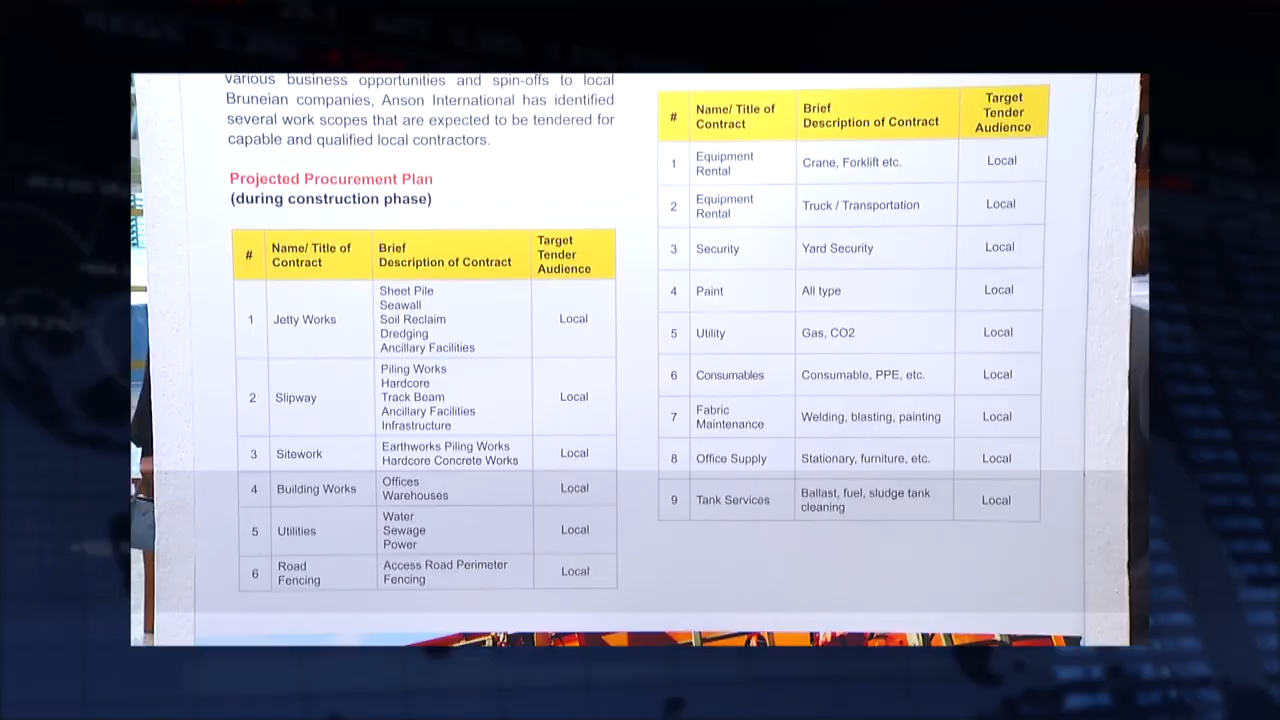 various business opportunities and spin-offs to local
Bruneian companies, Anson International has identified
several work scopes that are expected to be tendered for
capable and qualified local contractors.
Projected Procurement Plan
(during construction phase)
# Name/ Title of Contract Brief Description of Contract Target Tender Audience
1 Jetty Works Sheet Pile
Seawall
Soil Reclaim
Dredging
Ancillary Facilities Local
2 Slipway Piling Works
Hardcore
Track Beam
Ancillary Facilities
Infrastructure Local
3 Sitework Earthworks Piling Works
Hardcore Concrete Works Local
4 Building Works Offices
Warehouses Local
5 Utilities Water
Sewage
Power Local
6 Road Fencing Access Road Perimeter
Fencing Local
# Name/ Title of Contract Brief Description of Contract Target Tender Audience
1 Equipment Rental Crane, Forklift etc. Local
2 Equipment Rental Truck / Transportation Local
3 Security Yard Security Local
4 Paint All type Local
5 Utility Gas, CO2 Local
6 Consumables Consumable, PPE, etc. Local
7 Fabric Maintenance Welding, blasting, painting Local
8 Office Supply Stationary, furniture, etc. Local
9 Tank Services Ballast, fuel, sludge tank
cleaning Local